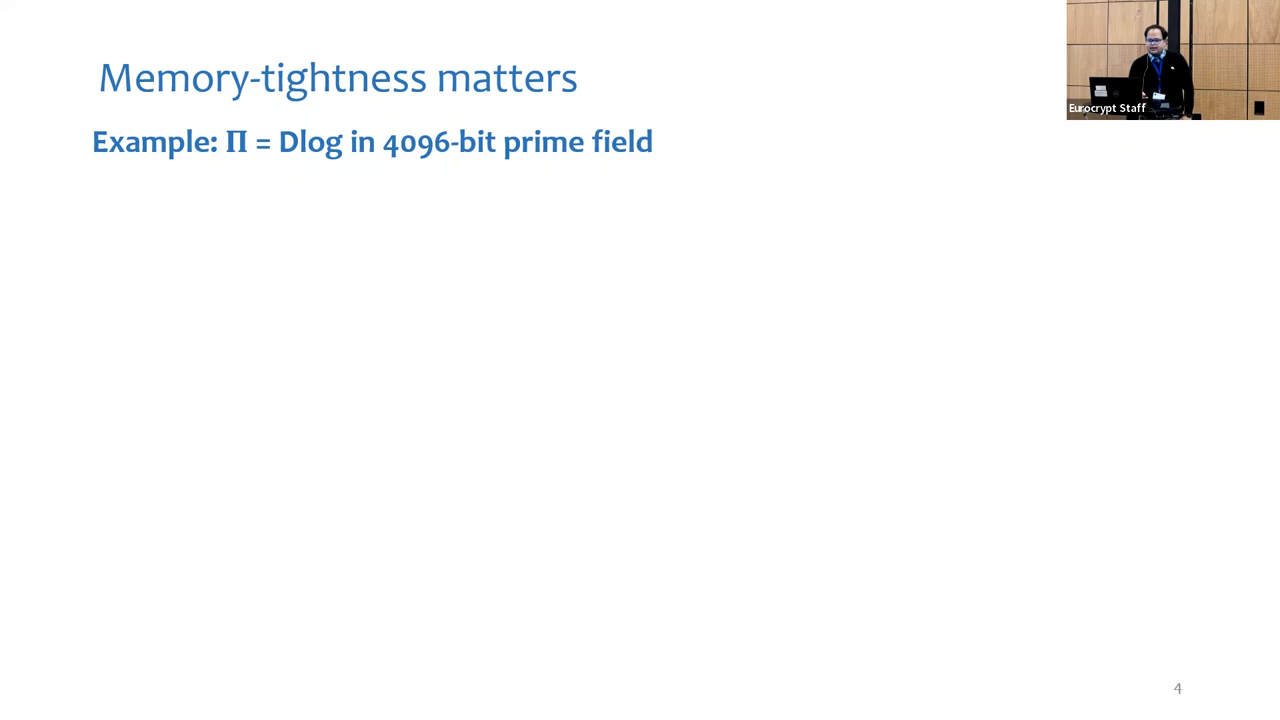 Memory-tightness matters
Eurocrypt Staff
Example: Π = Dlog in 4096-bit prime field
4